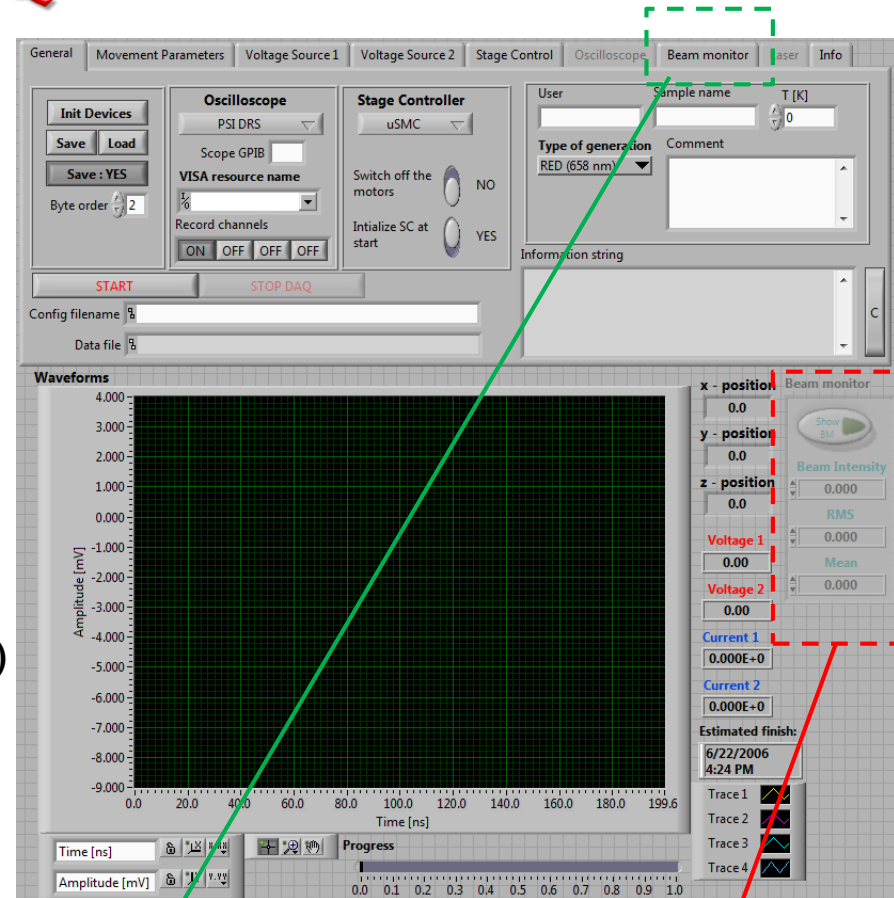 General Movement Parameters Voltage Source 1 Voltage Source 2 Stage Control Oscilloscope Beam monitor Laser Info
Init Devices
Save Load
Save : YES
Byte order 2
Oscilloscope
PSI DRS
Scope GPIB
VISA resource name
I/0
Record channels
ON OFF OFF OFF
Stage Controller
uSMC
Switch off the
motors
NO
Intialize SC at
start
YES
User Sample name T [K]
0
Type of generation Comment
RED (658 nm)
Information string
C
START STOP DAQ
Config filename
Data file
Waveforms
4.000
3.000
2.000
1.000
0.000
-1.000
-2.000
-3.000
-4.000
-5.000
-6.000
-7.000
-8.000
-9.000
Amplitude [mV]
0.0 20.0 40.0 60.0 80.0 100.0 120.0 140.0 160.0 180.0 199.6
Time [ns]
x - position
0.0
y - position
0.0
z - position
0.0
Voltage 1
0.00
Voltage 2
0.00
Current 1
0.000E+0
Current 2
0.000E+0
Estimated finish:
6/22/2006
4:24 PM
Trace 1
Trace 2
Trace 3
Trace 4
Beam monitor
Show
BM
Beam Intensity
0.000
RMS
0.000
Mean
0.000
)
Time [ns]
Amplitude [mV]
Y.YY
Progress
0.0 0.1 0.2 0.3 0.4 0.5 0.6 0.7 0.8 0.9 1.0